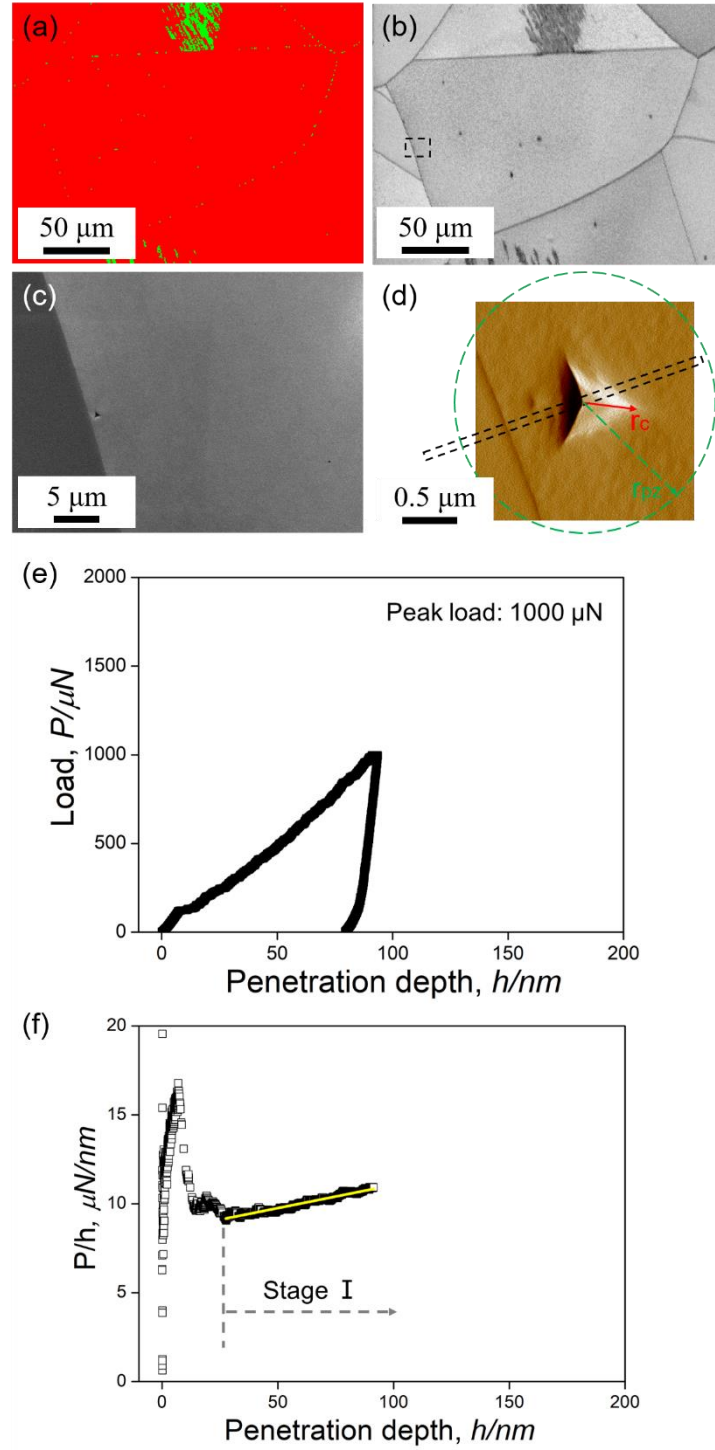 (a)
50 μm
(b)
50 μm
(c)
5 μm
(d)
rc
rpz
0.5 μm
(e)
2000
1500
1000
500
0
Load, P/μN
Peak load: 1000 μN
0 50 100 150 200
Penetration depth, h/nm
(f)
20
15
10
5
0
P/h, μN/nm
Stage I
0 50 100 150 200
Penetration depth, h/nm